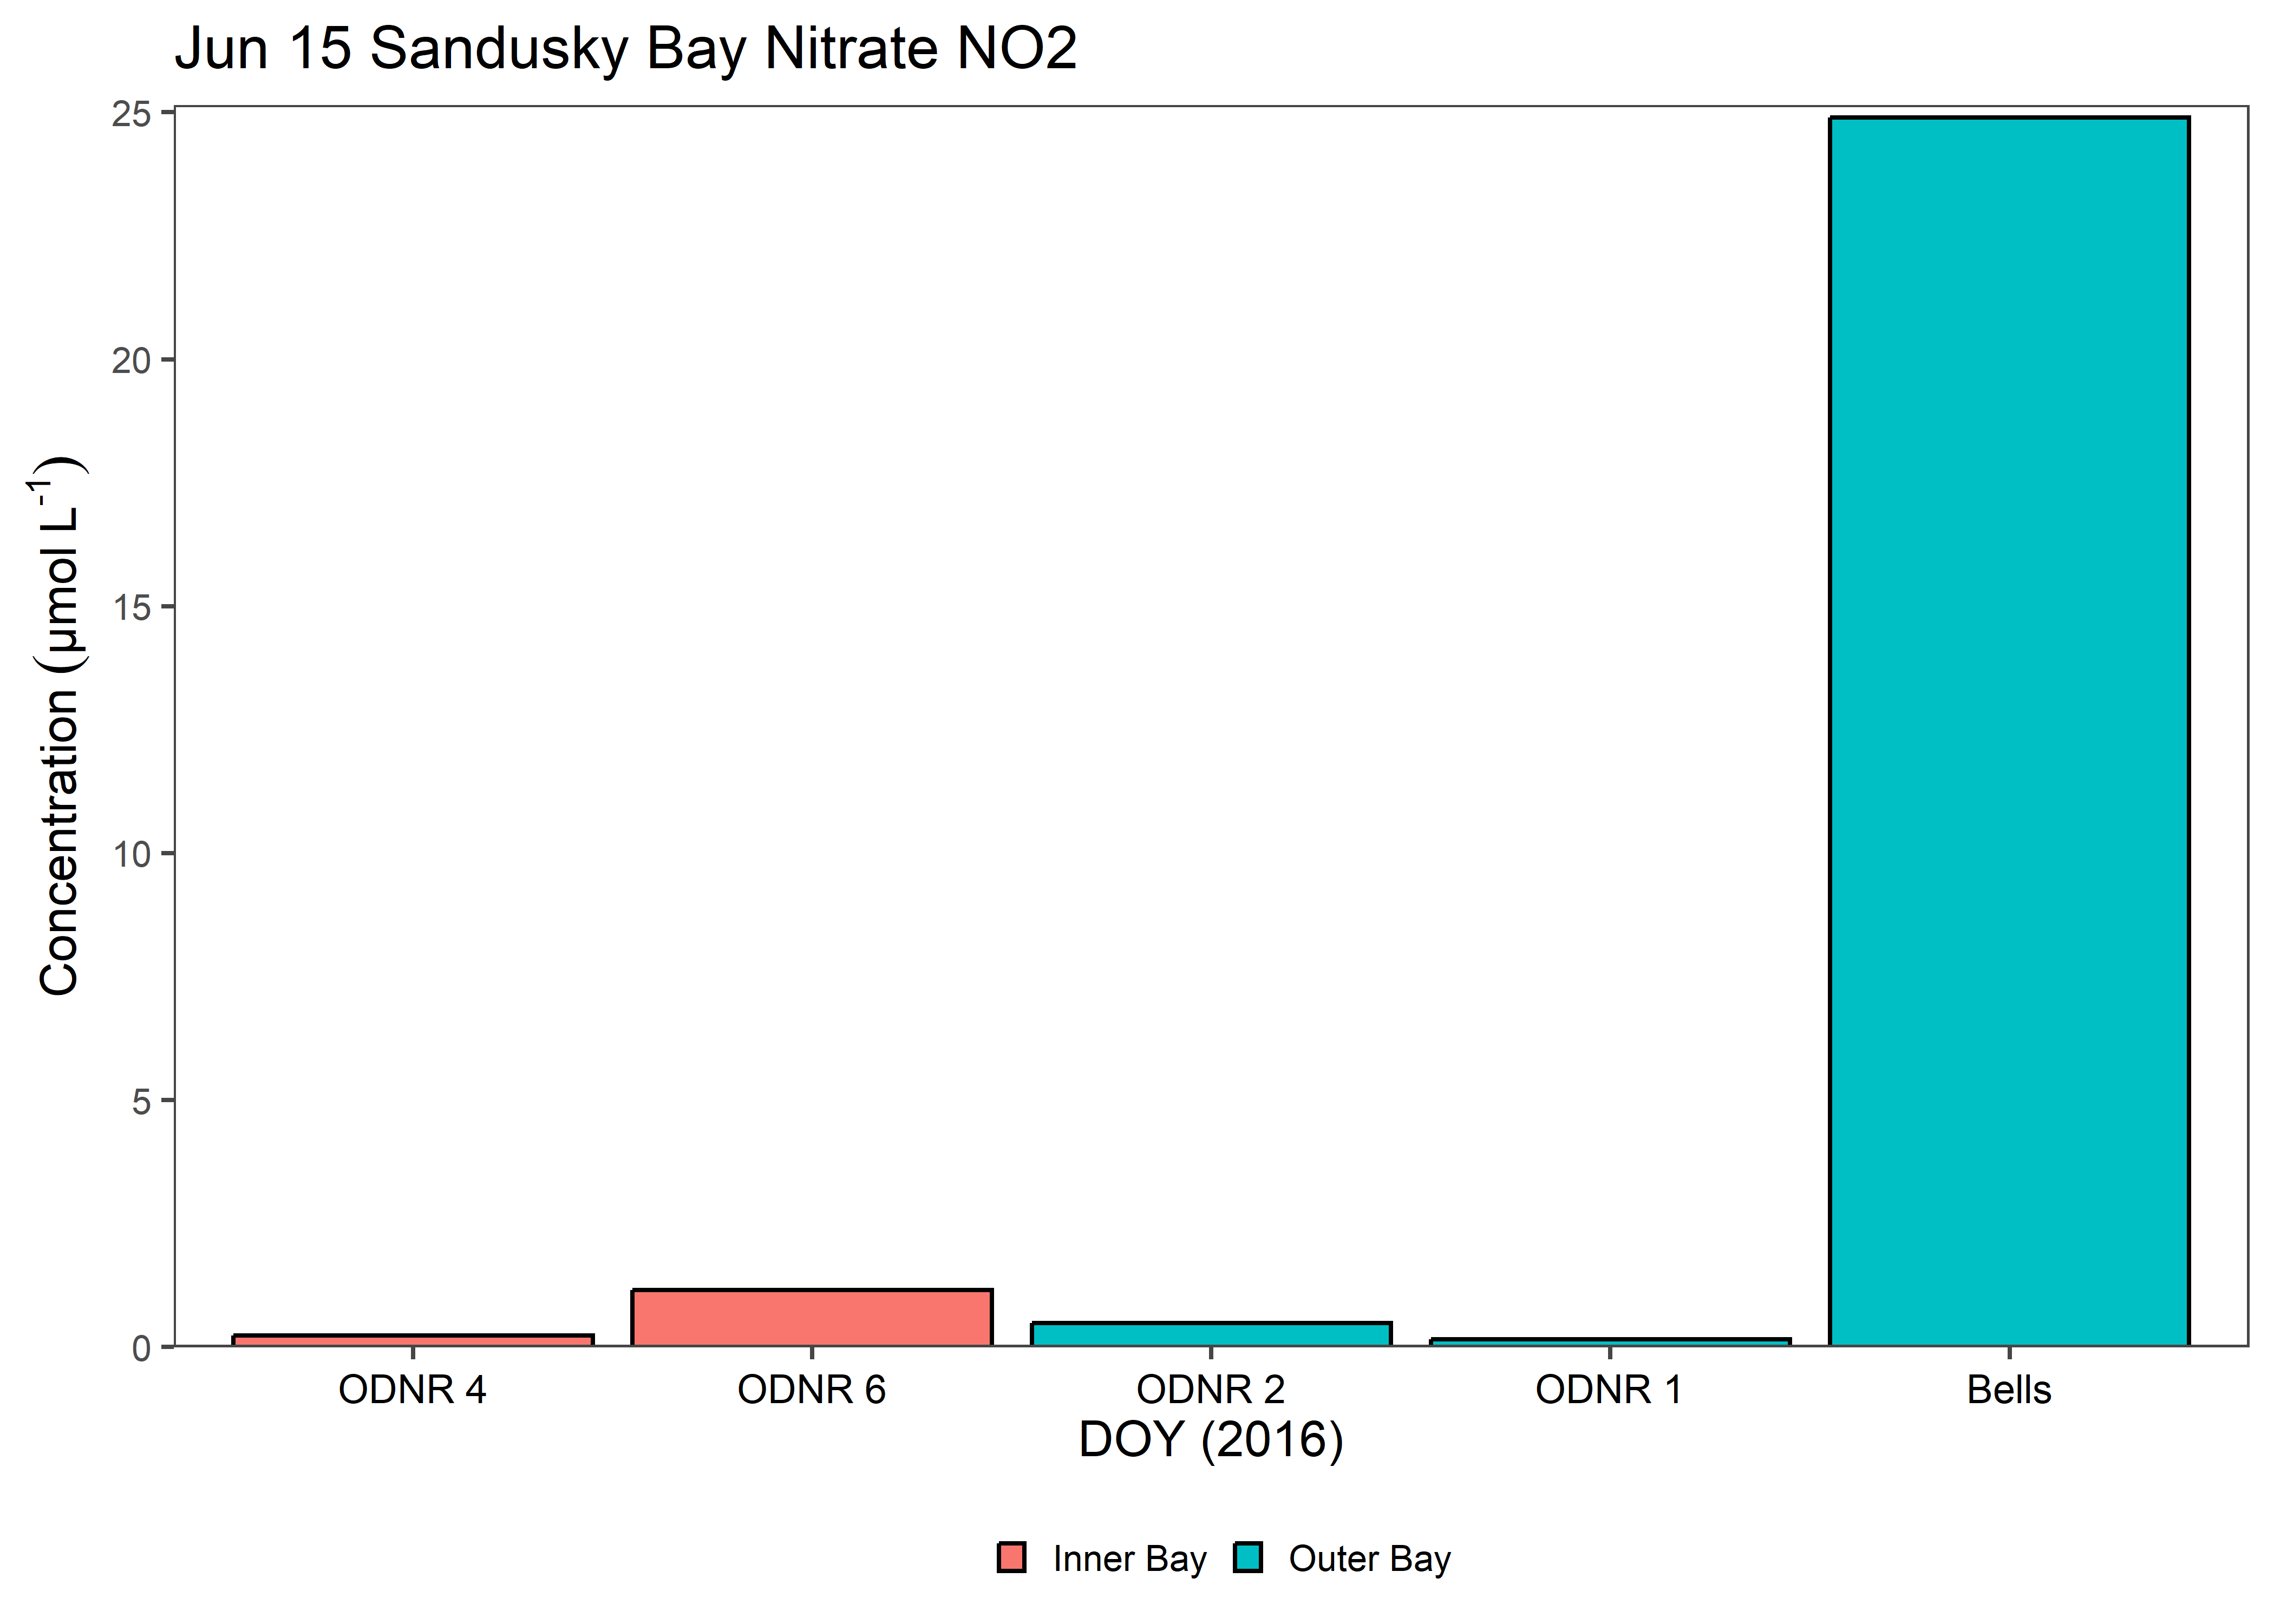 Jun 15 Sandusky Bay Nitrate NO2
Concentration (µmol L⁻¹)
25
20
15
10
5
0
ODNR 4 ODNR 6 ODNR 2 ODNR 1 Bells
DOY (2016)
Inner Bay Outer Bay